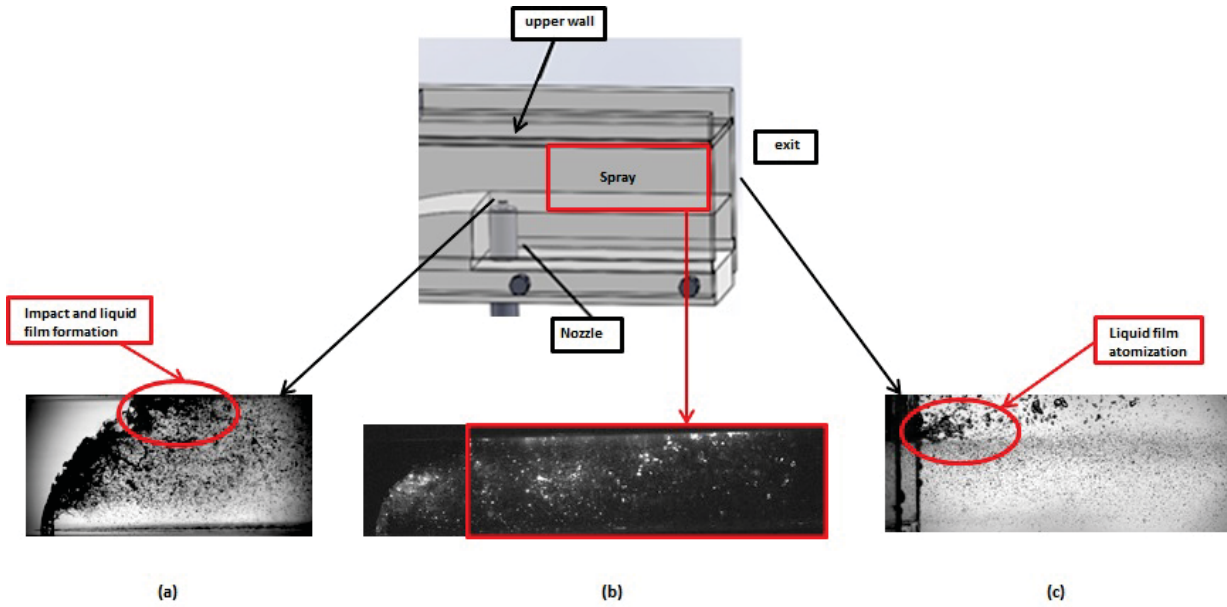 upper wall
exit
Spray
Nozzle
Impact and liquid
film formation
Liquid film
atomization
(a)
(b)
(c)